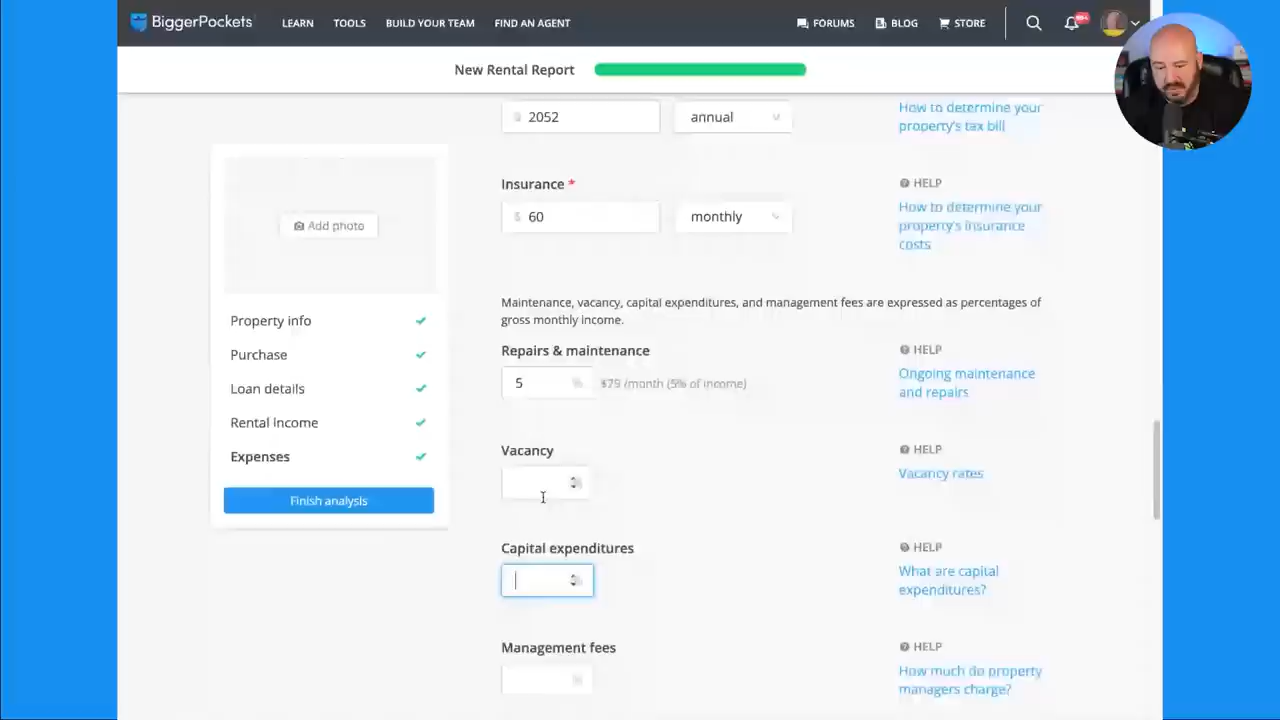 BiggerPockets
LEARN
TOOLS
BUILD YOUR TEAM
FIND AN AGENT
FORUMS
BLOG
STORE
99+
New Rental Report
$ 2052
annual
How to determine your
property's tax bill
Insurance *
$ 60
monthly
HELP
How to determine your
property's insurance
costs
Add photo
Property info
Purchase
Loan details
Rental Income
Expenses
Finish analysis
Maintenance, vacancy, capital expenditures, and management fees are expressed as percentages of
gross monthly income.
Repairs & maintenance
5 %
$79 /month (5% of income)
HELP
Ongoing maintenance
and repairs
Vacancy
%
HELP
Vacancy rates
Capital expenditures
%
HELP
What are capital
expenditures?
Management fees
%
HELP
How much do property
managers charge?